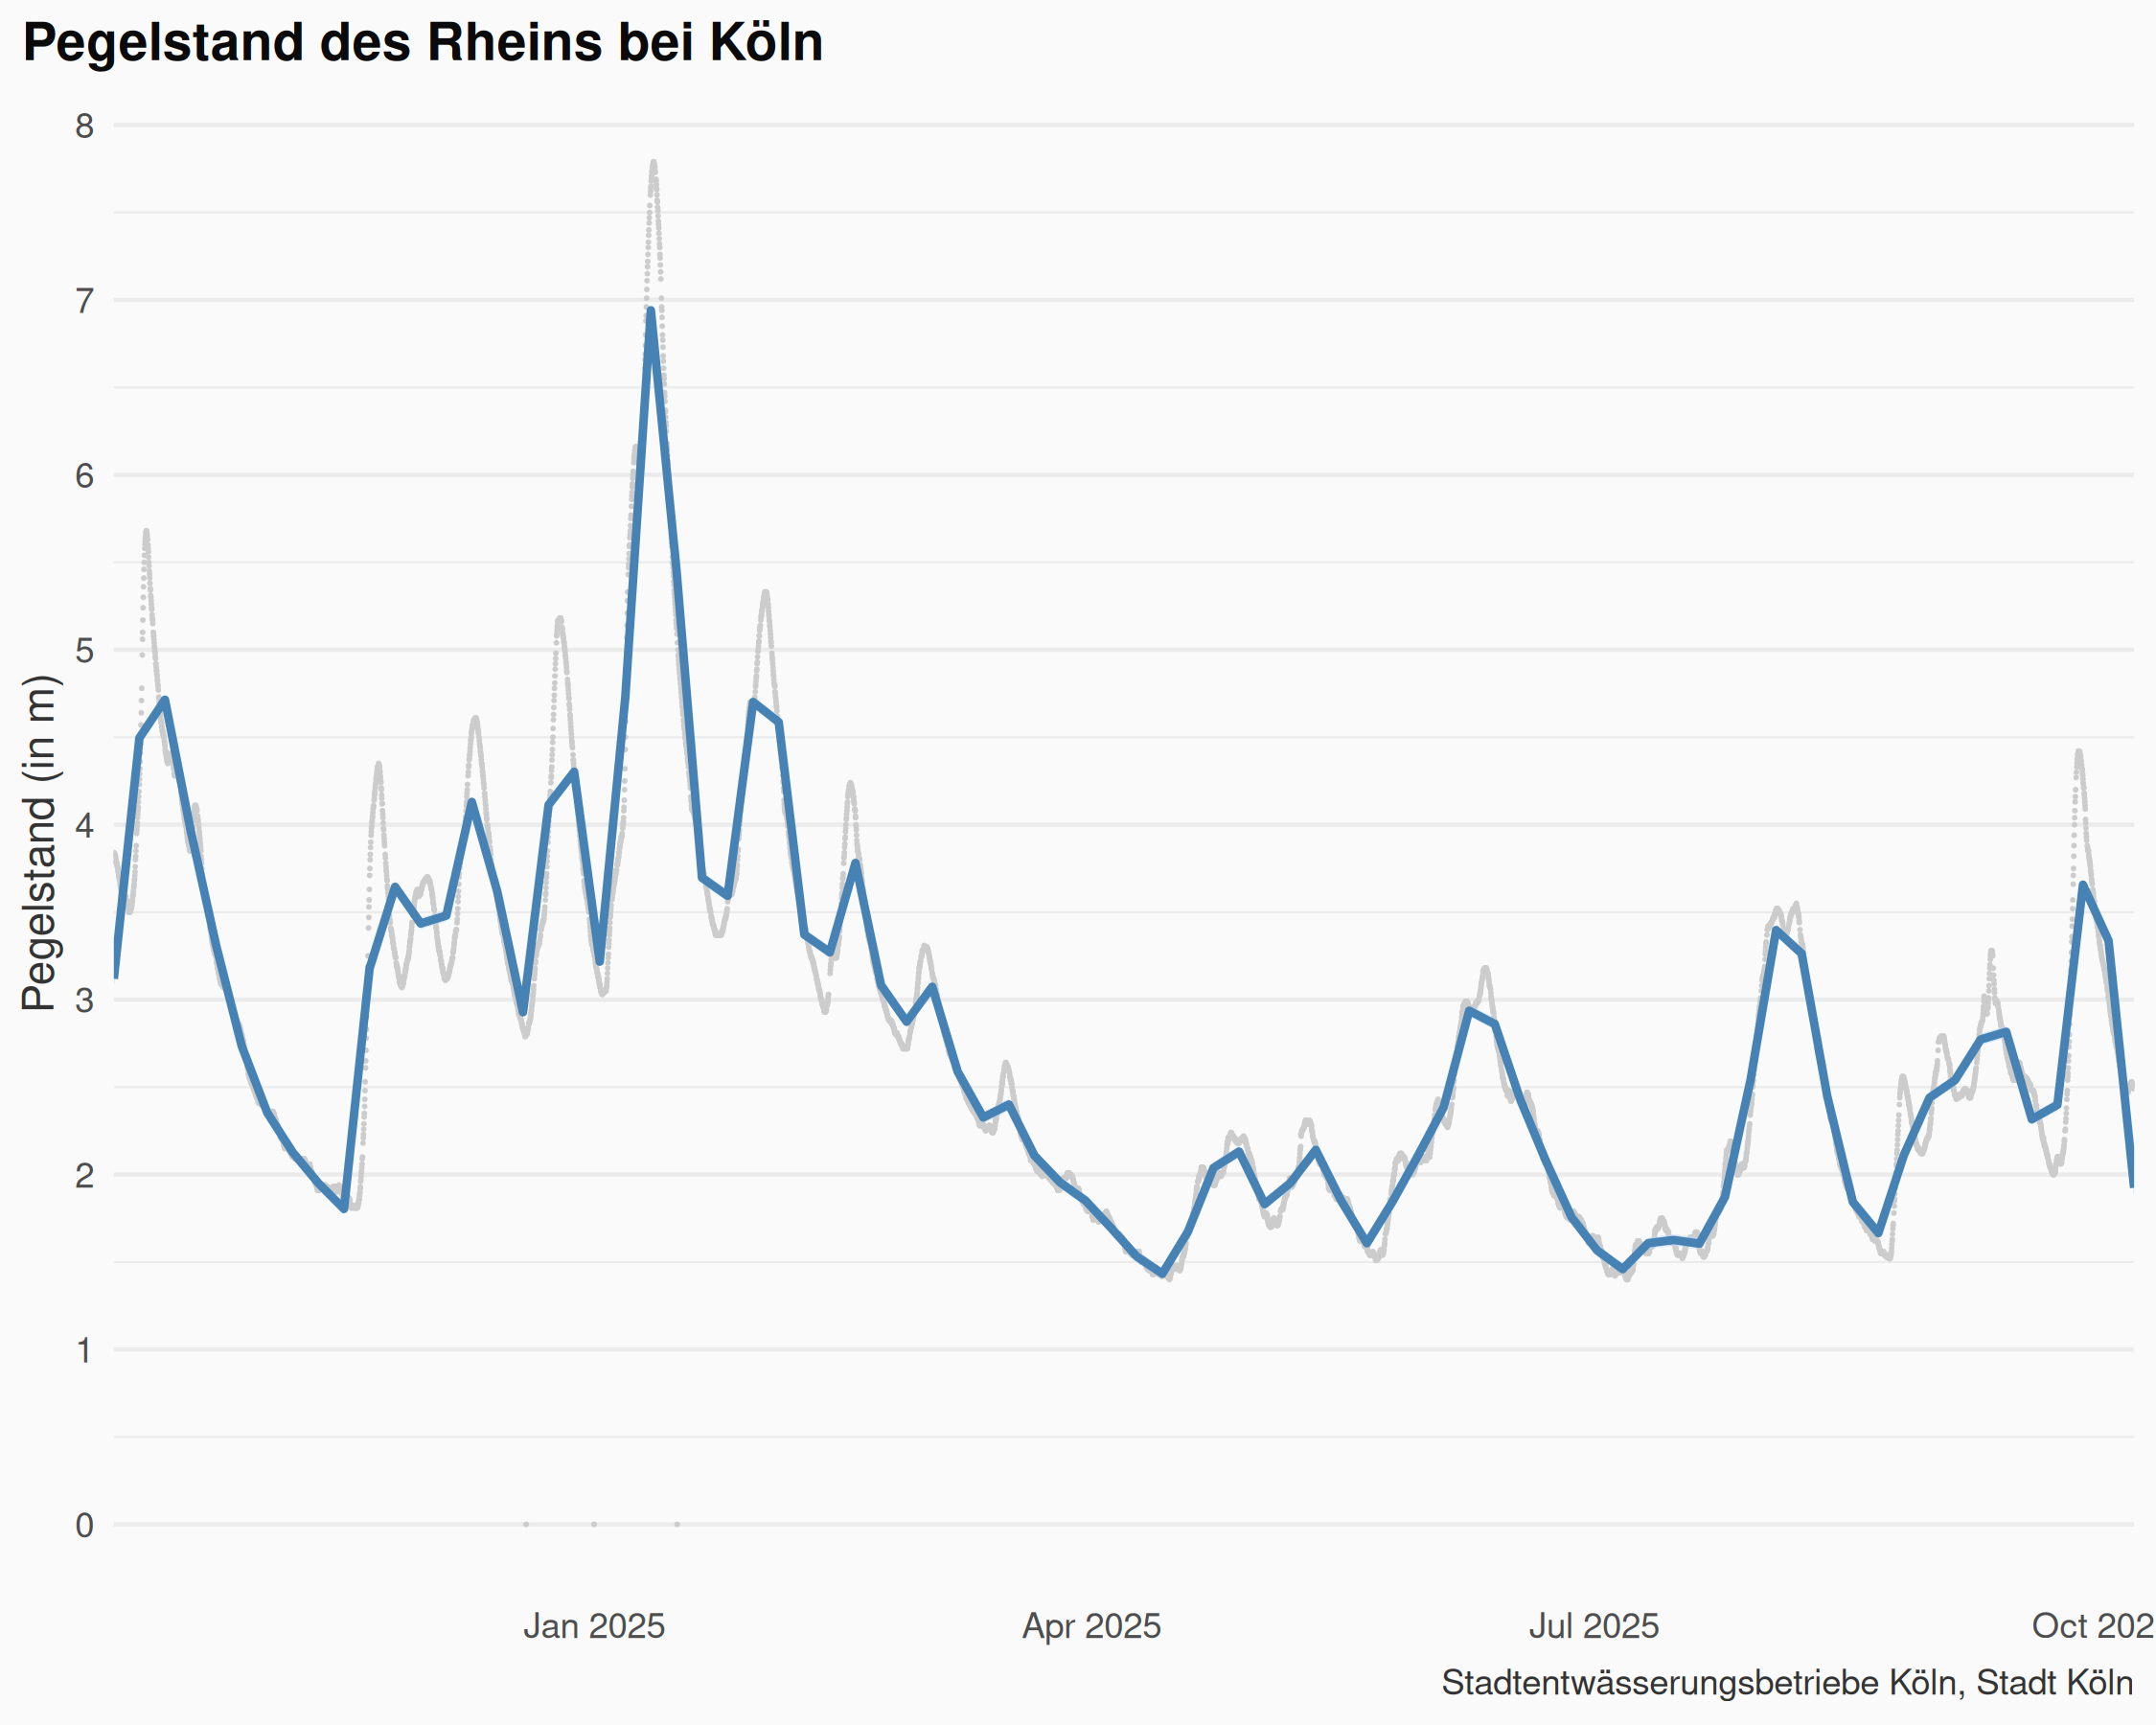 Pegelstand des Rheins bei Köln
Pegelstand (in m)
8
7
6
5
4
3
2
1
0
Jan 2025
Apr 2025
Jul 2025
Oct 202
Stadtentwässerungsbetriebe Köln, Stadt Köln